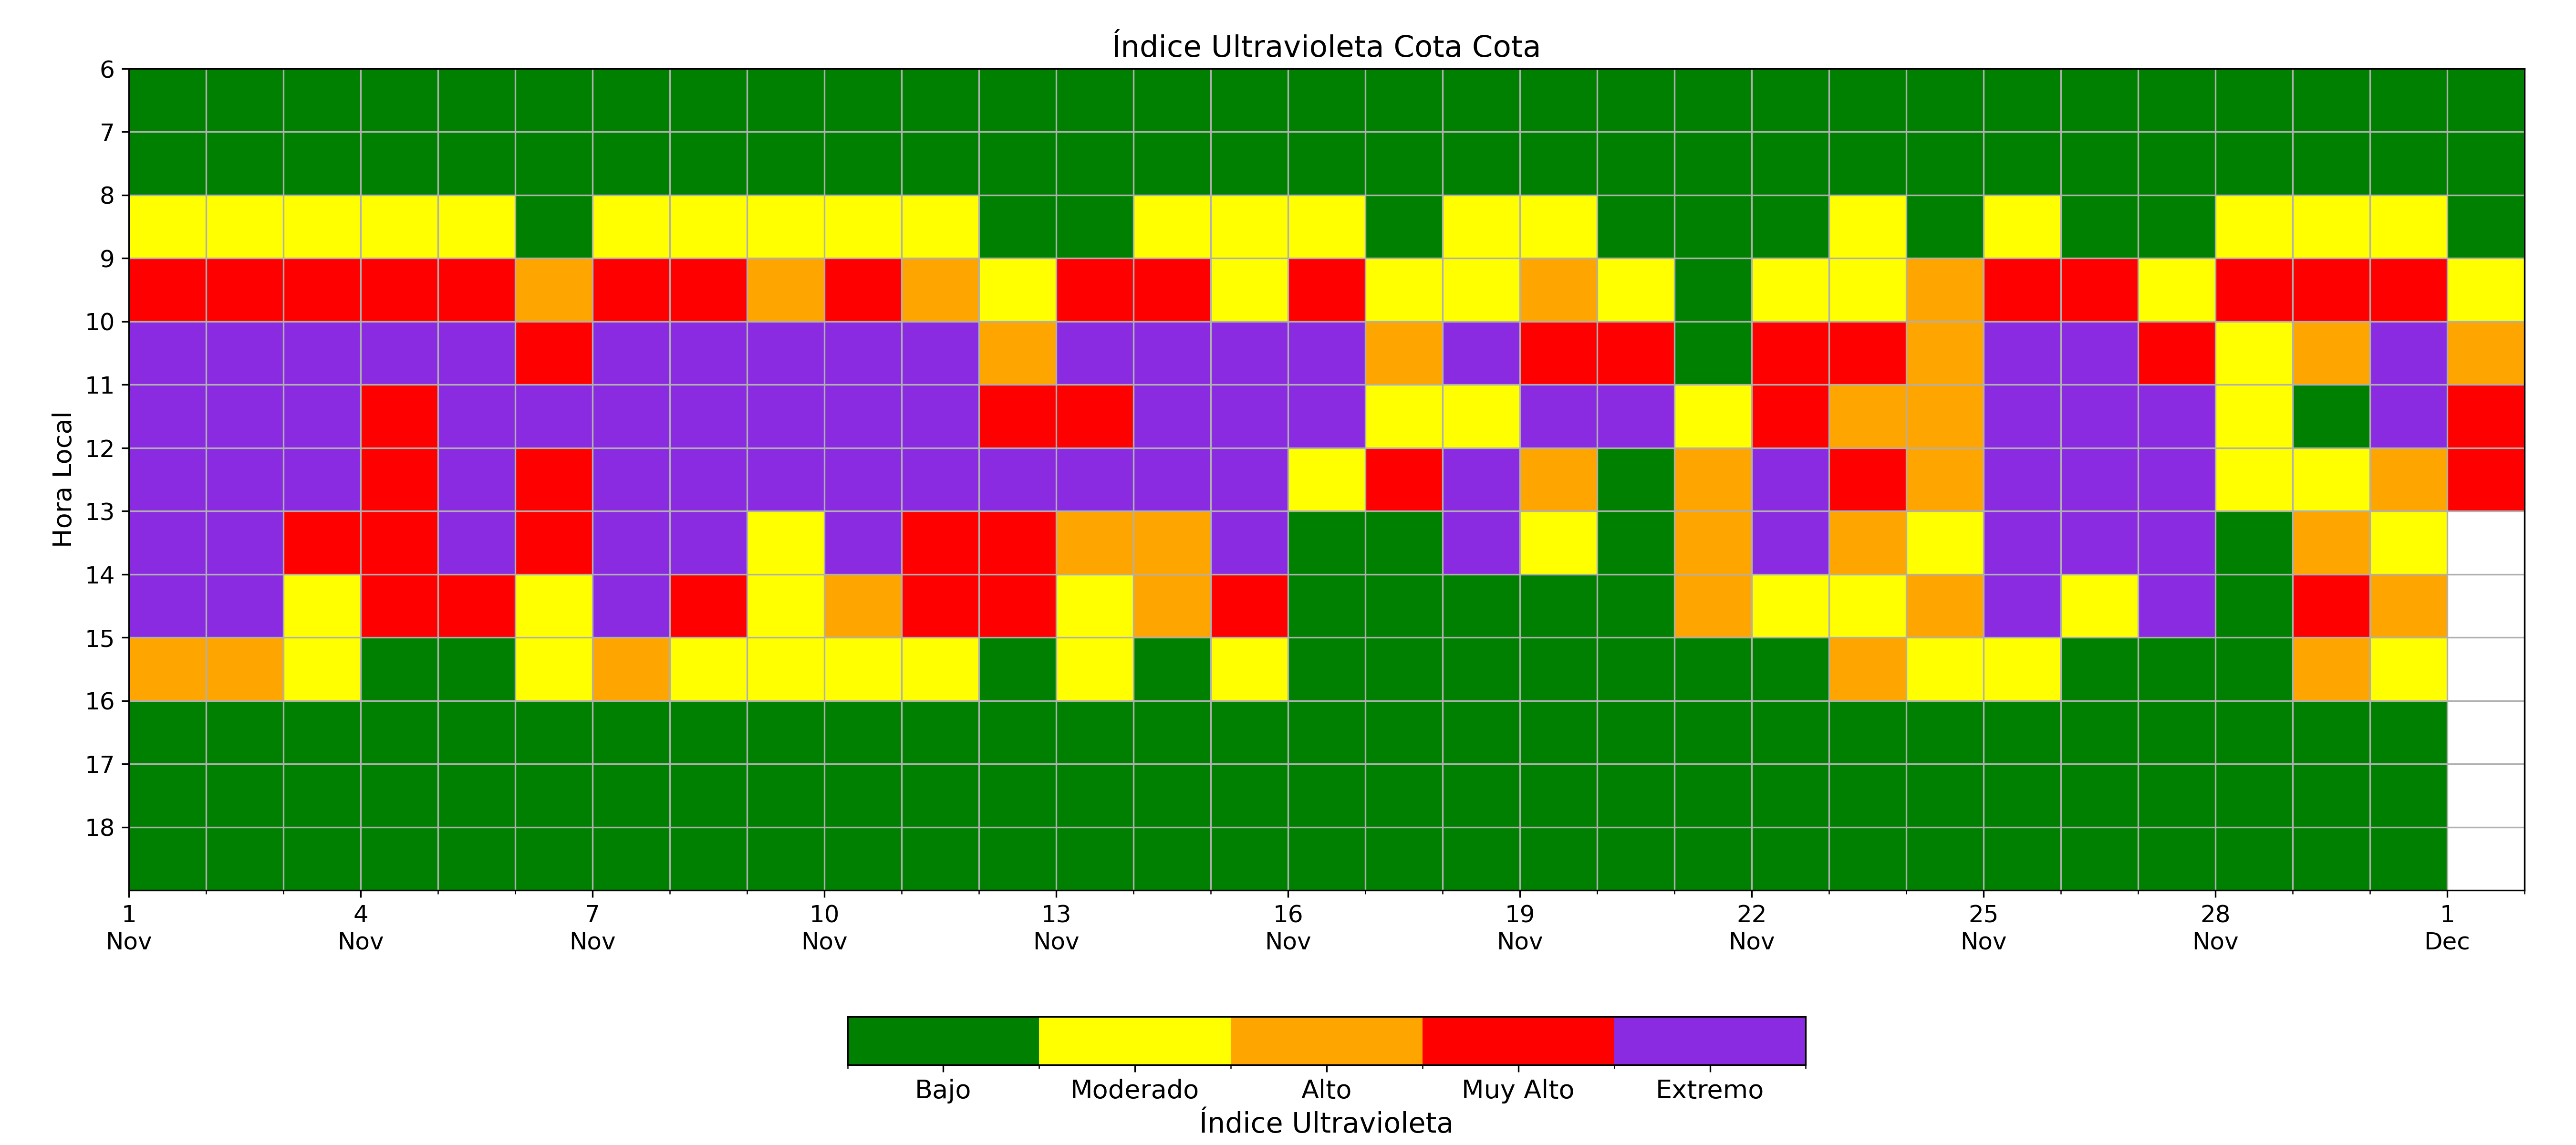 Índice Ultravioleta Cota Cota
Hora Local
6
7
8
9
10
11
12
13
14
15
16
17
18
1 4 7 10 13 16 19 22 25 28 1
Nov Nov Nov Nov Nov Nov Nov Nov Nov Nov Dec
Bajo Moderado Alto Muy Alto Extremo
Índice Ultravioleta